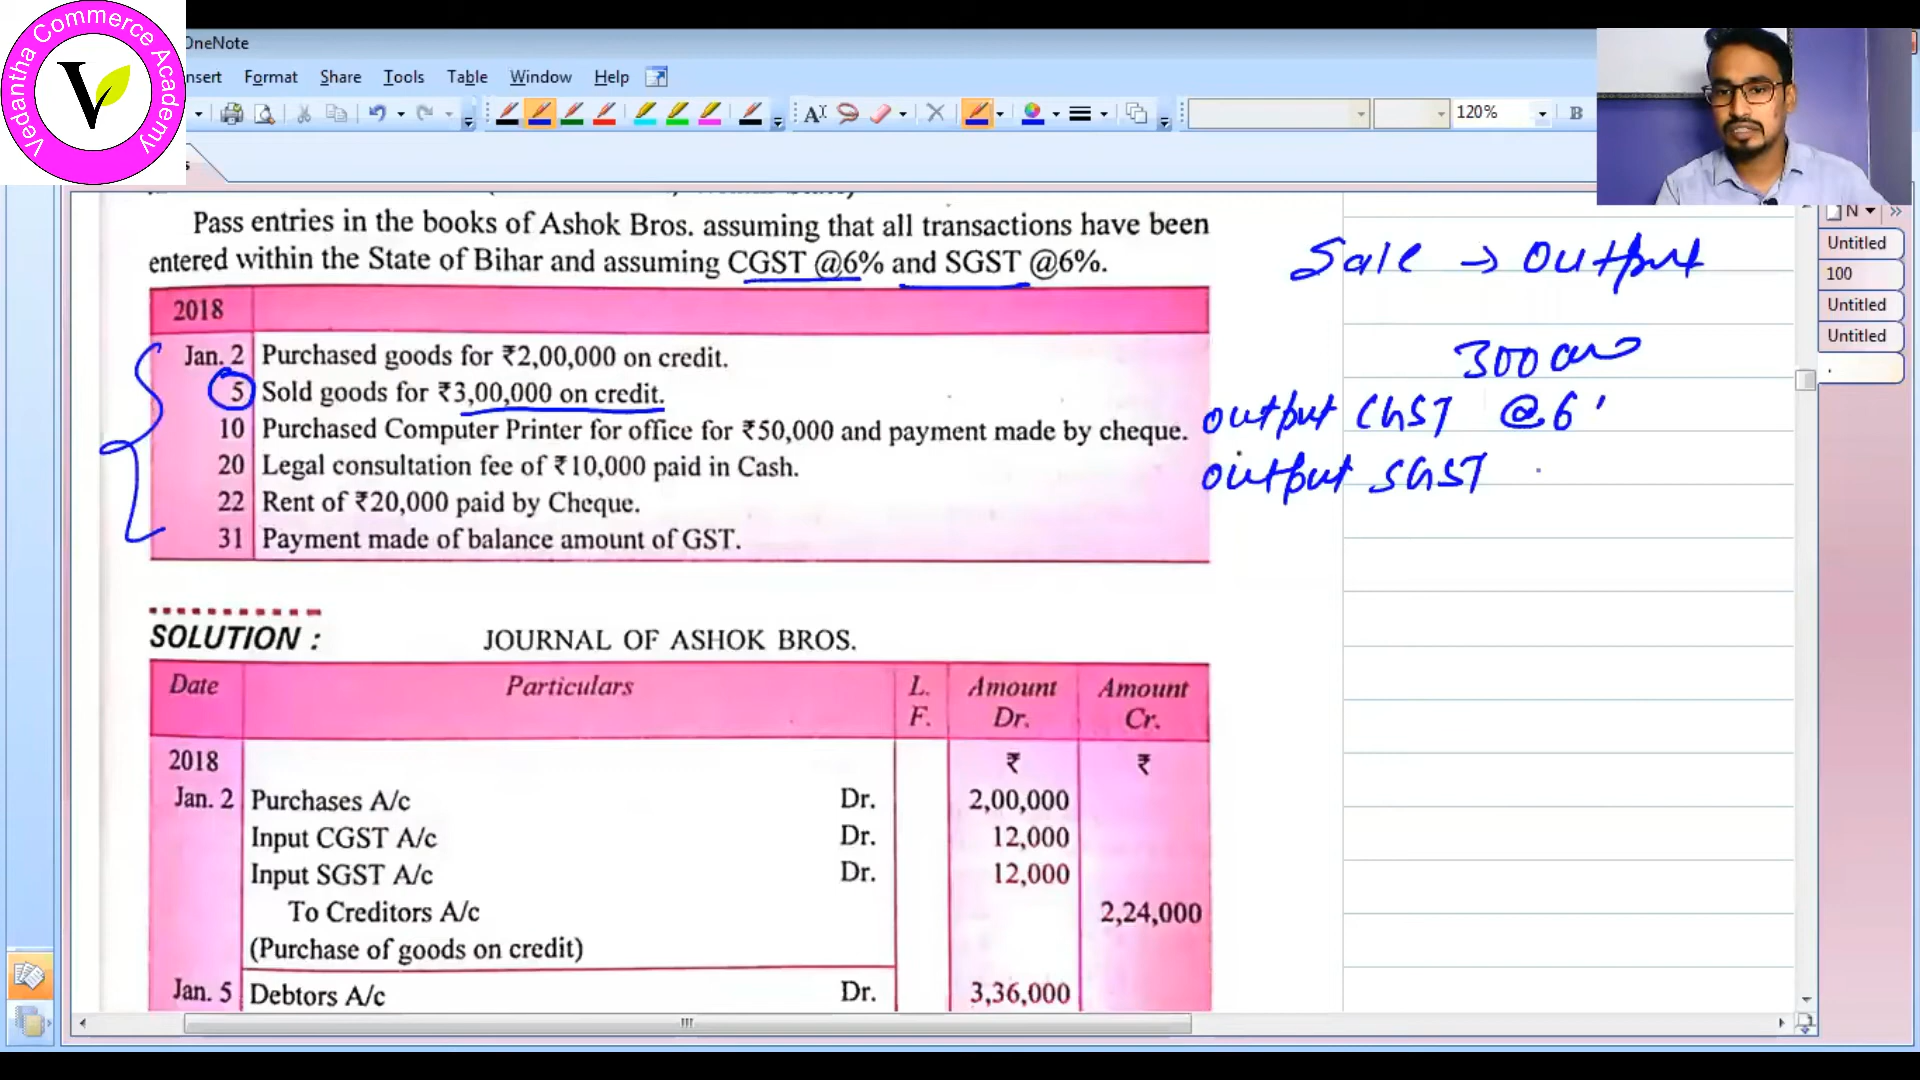 Vedantha Commerce Academy
V
OneNote
nsert Format Share Tools Table Window Help
120% B
s
N
Untitled
100
Untitled
Untitled
.
Pass entries in the books of Ashok Bros. assuming that all transactions have been
entered within the State of Bihar and assuming CGST @6% and SGST @6%.
2018
Jan. 2 Purchased goods for ₹2,00,000 on credit.
5 Sold goods for ₹3,00,000 on credit.
10 Purchased Computer Printer for office for ₹50,000 and payment made by cheque.
20 Legal consultation fee of ₹10,000 paid in Cash.
22 Rent of ₹20,000 paid by Cheque.
31 Payment made of balance amount of GST.
Sale → Output
300000
output CGST @6
output SGST
SOLUTION : JOURNAL OF ASHOK BROS.
Date Particulars L. F. Amount Dr. Amount Cr.
2018 ₹ ₹
Jan. 2 Purchases A/c Dr. 2,00,000
Input CGST A/c Dr. 12,000
Input SGST A/c Dr. 12,000
To Creditors A/c 2,24,000
(Purchase of goods on credit)
Jan. 5 Debtors A/c Dr. 3,36,000